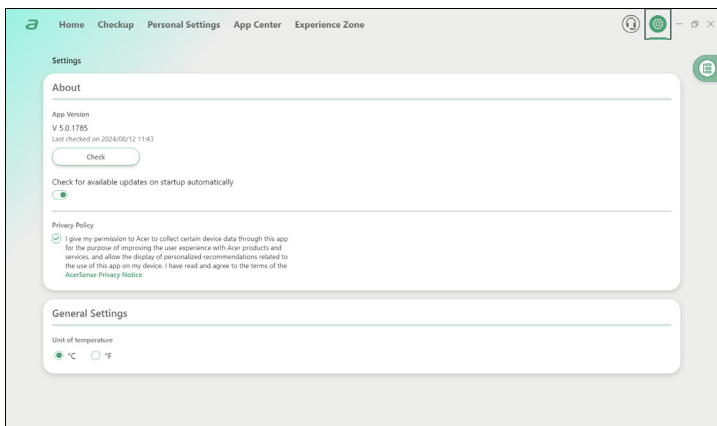 a Home Checkup Personal Settings App Center Experience Zone
Settings
About
App Version
V 5.0.1785
Last checked on 2024/08/12 11:43
Check
Check for available updates on startup automatically
Privacy Policy
I give my permission to Acer to collect certain device data through this app
for the purpose of improving the user experience with Acer products and
services, and allow the display of personalized recommendations related to
the use of this app on my device. I have read and agree to the terms of the
AcerSense Privacy Notice
General Settings
Unit of temperature
°C °F